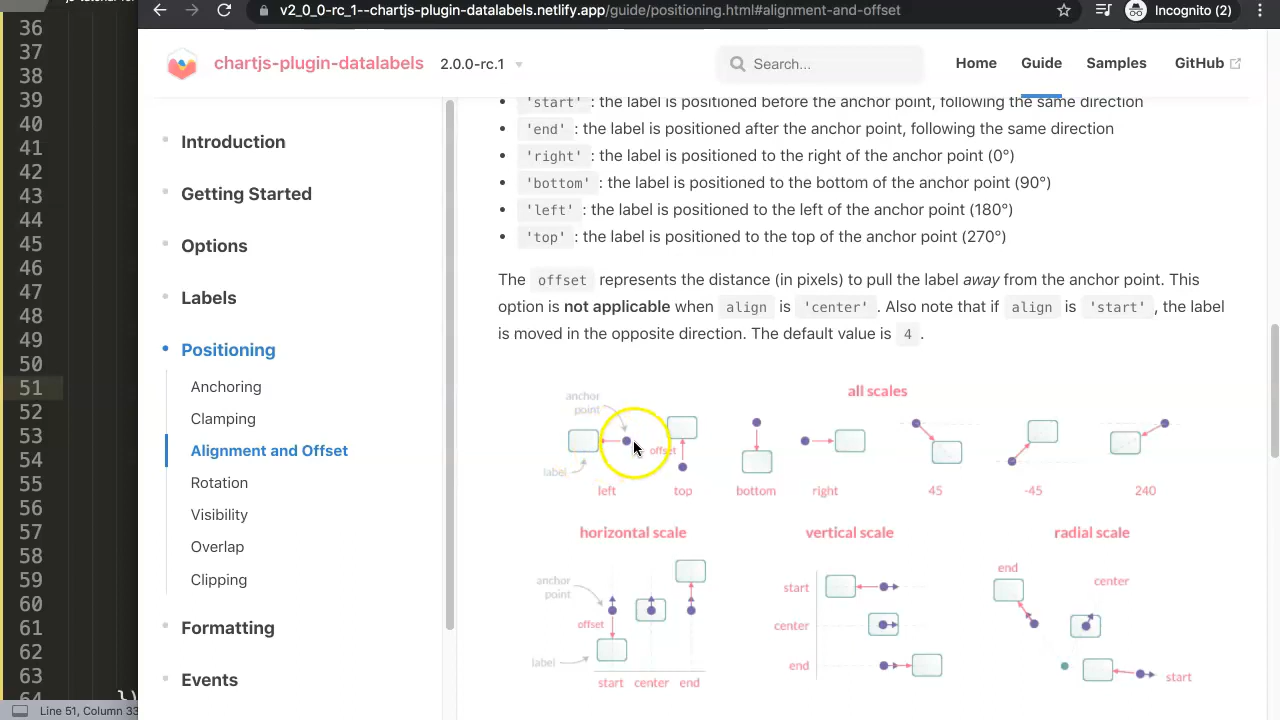 36
37
38
39
40
41
42
43
44
45
46
47
48
49
50
51
52
53
54
55
56
57
58
59
60
61
62
63
})
Line 51, Column 33
v2_0_0-rc_1--chartjs-plugin-datalabels.netlify.app/guide/positioning.html#alignment-and-offset
Incognito (2)
chartjs-plugin-datalabels 2.0.0-rc.1
Search...
Home Guide Samples GitHub
Introduction
Getting Started
Options
Labels
Positioning
Anchoring
Clamping
Alignment and Offset
Rotation
Visibility
Overlap
Clipping
Formatting
Events
'start' : the label is positioned before the anchor point, following the same direction
'end' : the label is positioned after the anchor point, following the same direction
'right' : the label is positioned to the right of the anchor point (0°)
'bottom' : the label is positioned to the bottom of the anchor point (90°)
'left' : the label is positioned to the left of the anchor point (180°)
'top' : the label is positioned to the top of the anchor point (270°)
The offset represents the distance (in pixels) to pull the label away from the anchor point. This
option is not applicable when align is 'center' . Also note that if align is 'start' , the label
is moved in the opposite direction. The default value is 4 .
all scales
anchor
point
offset
label
left top bottom right 45 -45 240
horizontal scale
anchor
point
offset
label
start center end
vertical scale
start
center
end
radial scale
end
center
start